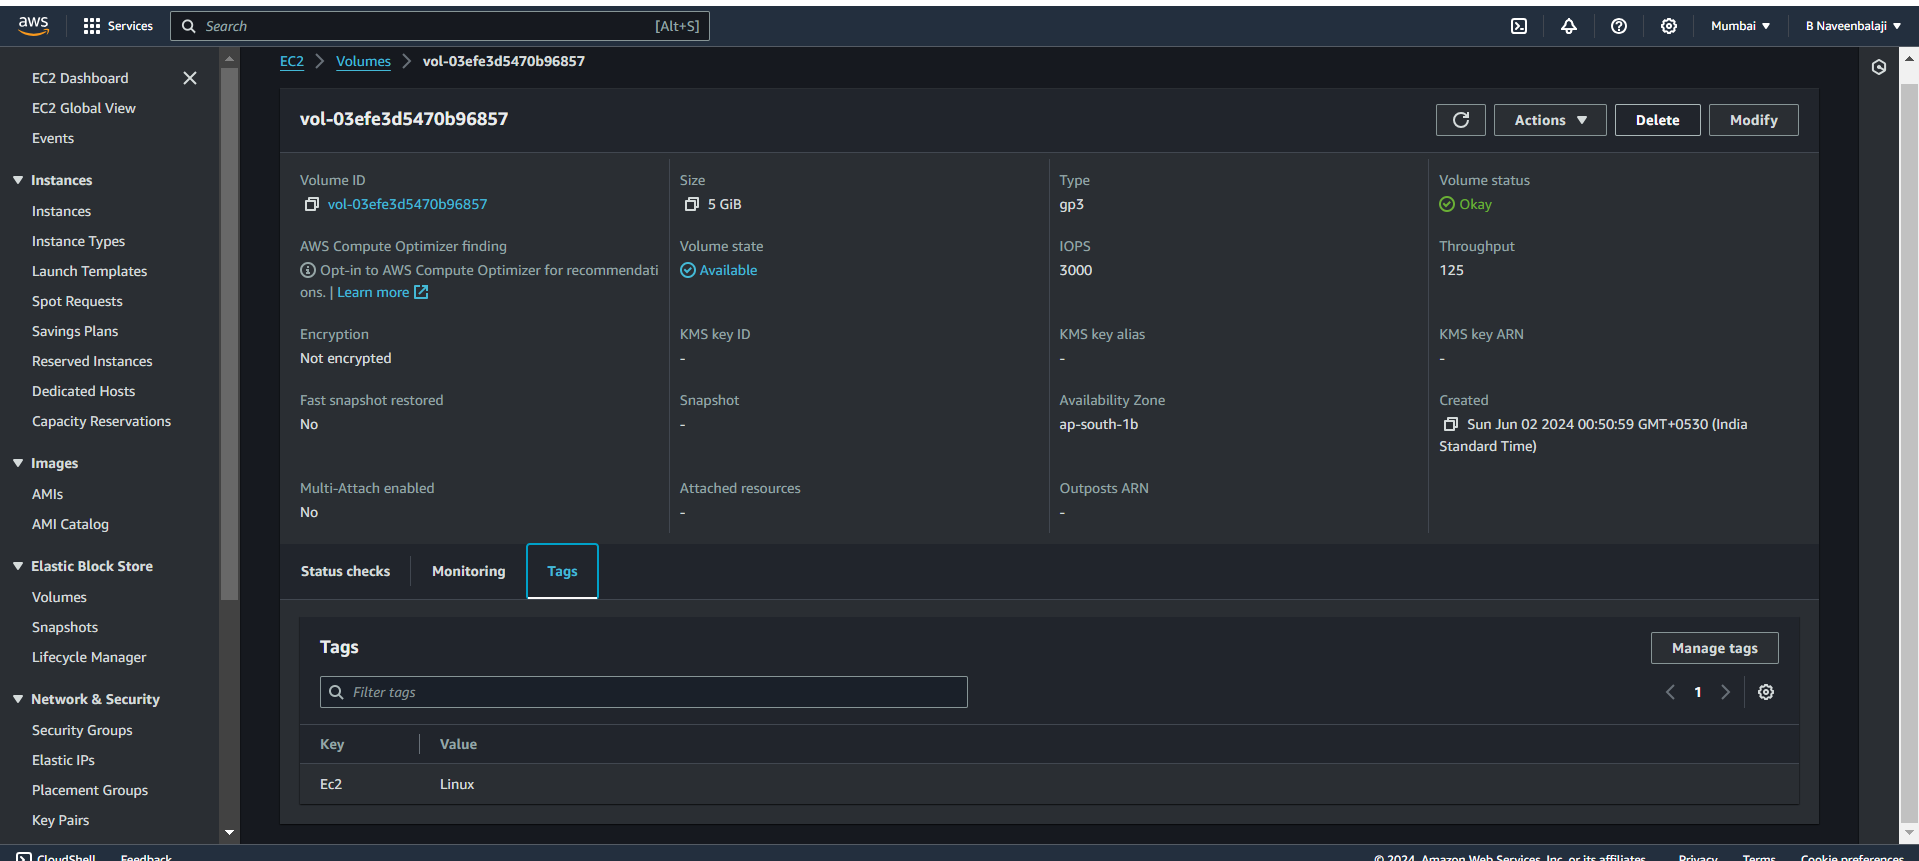 aws
Services
Search
[Alt+S]
Mumbai
B Naveenbalaji
EC2 Dashboard
EC2 Global View
Events
Instances
Instances
Instance Types
Launch Templates
Spot Requests
Savings Plans
Reserved Instances
Dedicated Hosts
Capacity Reservations
Images
AMIs
AMI Catalog
Elastic Block Store
Volumes
Snapshots
Lifecycle Manager
Network & Security
Security Groups
Elastic IPs
Placement Groups
Key Pairs
EC2 > Volumes > vol-03efe3d5470b96857
vol-03efe3d5470b96857
Actions
Delete
Modify
Volume ID
vol-03efe3d5470b96857
Size
5 GiB
Type
gp3
Volume status
Okay
AWS Compute Optimizer finding
Opt-in to AWS Compute Optimizer for recommendati
ons. | Learn more
Volume state
Available
IOPS
3000
Throughput
125
Encryption
Not encrypted
KMS key ID
-
KMS key alias
-
KMS key ARN
-
Fast snapshot restored
No
Snapshot
-
Availability Zone
ap-south-1b
Created
Sun Jun 02 2024 00:50:59 GMT+0530 (India
Standard Time)
Multi-Attach enabled
No
Attached resources
-
Outposts ARN
-
Status checks
Monitoring
Tags
Tags
Manage tags
Filter tags
1
Key
Value
Ec2
Linux
CloudShell
Feedback
© 2024, Amazon Web Services, Inc. or its affiliates.
Privacy
Terms
Cookie preferences